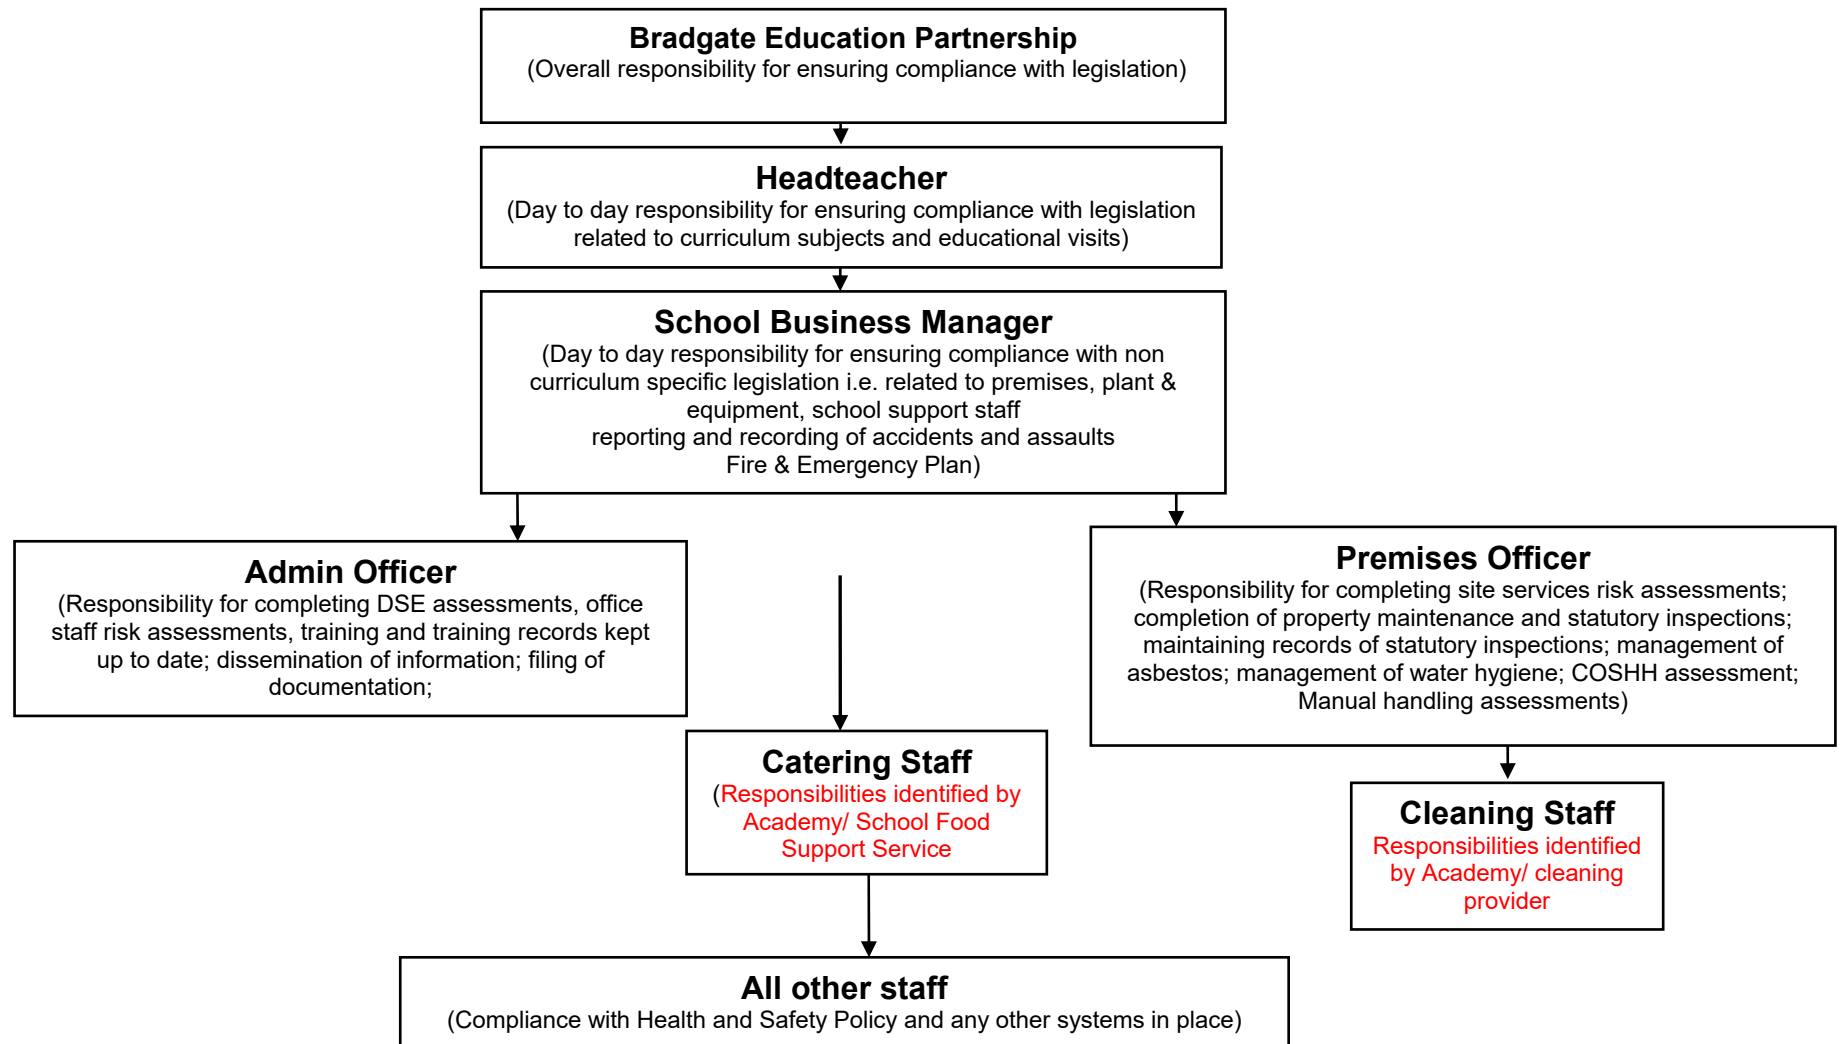 Bradgate Education Partnership
(Overall responsibility for ensuring compliance with legislation)
Headteacher
(Day to day responsibility for ensuring compliance with legislation
related to curriculum subjects and educational visits)
School Business Manager
(Day to day responsibility for ensuring compliance with non
curriculum specific legislation i.e. related to premises, plant &
equipment, school support staff
reporting and recording of accidents and assaults
Fire & Emergency Plan)
Admin Officer
(Responsibility for completing DSE assessments, office
staff risk assessments, training and training records kept
up to date; dissemination of information; filing of
documentation;
Premises Officer
(Responsibility for completing site services risk assessments;
completion of property maintenance and statutory inspections;
maintaining records of statutory inspections; management of
asbestos; management of water hygiene; COSHH assessment;
Manual handling assessments)
Catering Staff
(Responsibilities identified by
Academy/ School Food
Support Service
Cleaning Staff
Responsibilities identified
by Academy/ cleaning
provider
All other staff
(Compliance with Health and Safety Policy and any other systems in place)